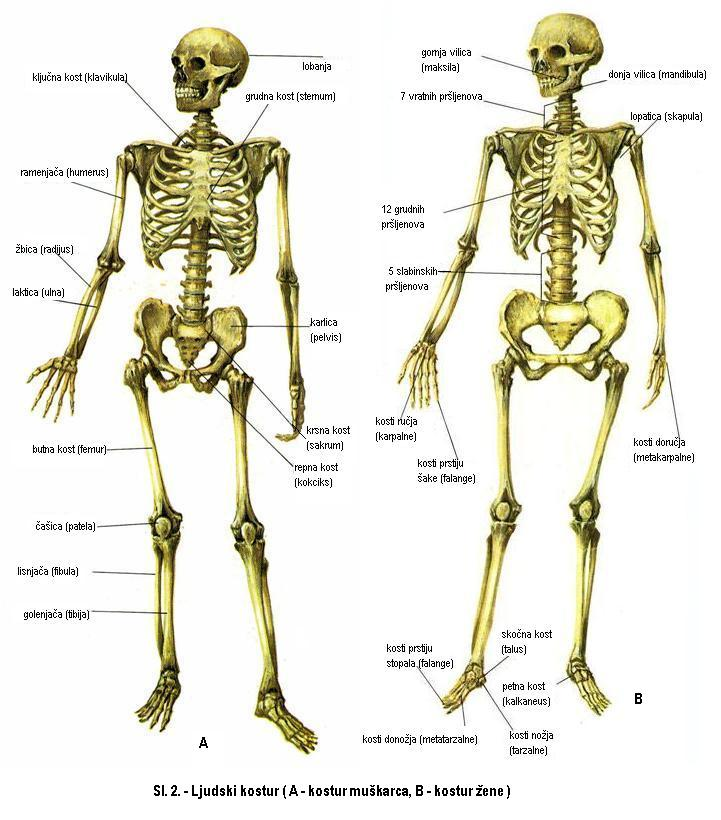 lobanja
ključna kost (klavikula)
grudna kost (sternum)
ramenjača (humerus)
žbica (radijus)
laktica (ulna)
karlica
(pelvis)
krsna kost
(sakrum)
repna kost
(kokciks)
butna kost (femur)
čašica (patela)
lisnjača (fibula)
golenjača (tibija)
A
gornja vilica
(maksila)
donja vilica (mandibula)
7 vratnih pršljenova
lopatica (skapula)
12 grudnih
pršljenova
5 slabinskih
pršljenova
kosti ručja
(karpalne)
kosti prstiju
šake (falange)
kosti doručja
(metakarpalne)
skočna kost
(talus)
kosti prstiju
stopala (falange)
petna kost
(kalkaneus)
kosti donožja (metatarzalne)
kosti nožja
(tarzalne)
B
Sl. 2. - Ljudski kostur ( A - kostur muškarca, B - kostur žene )